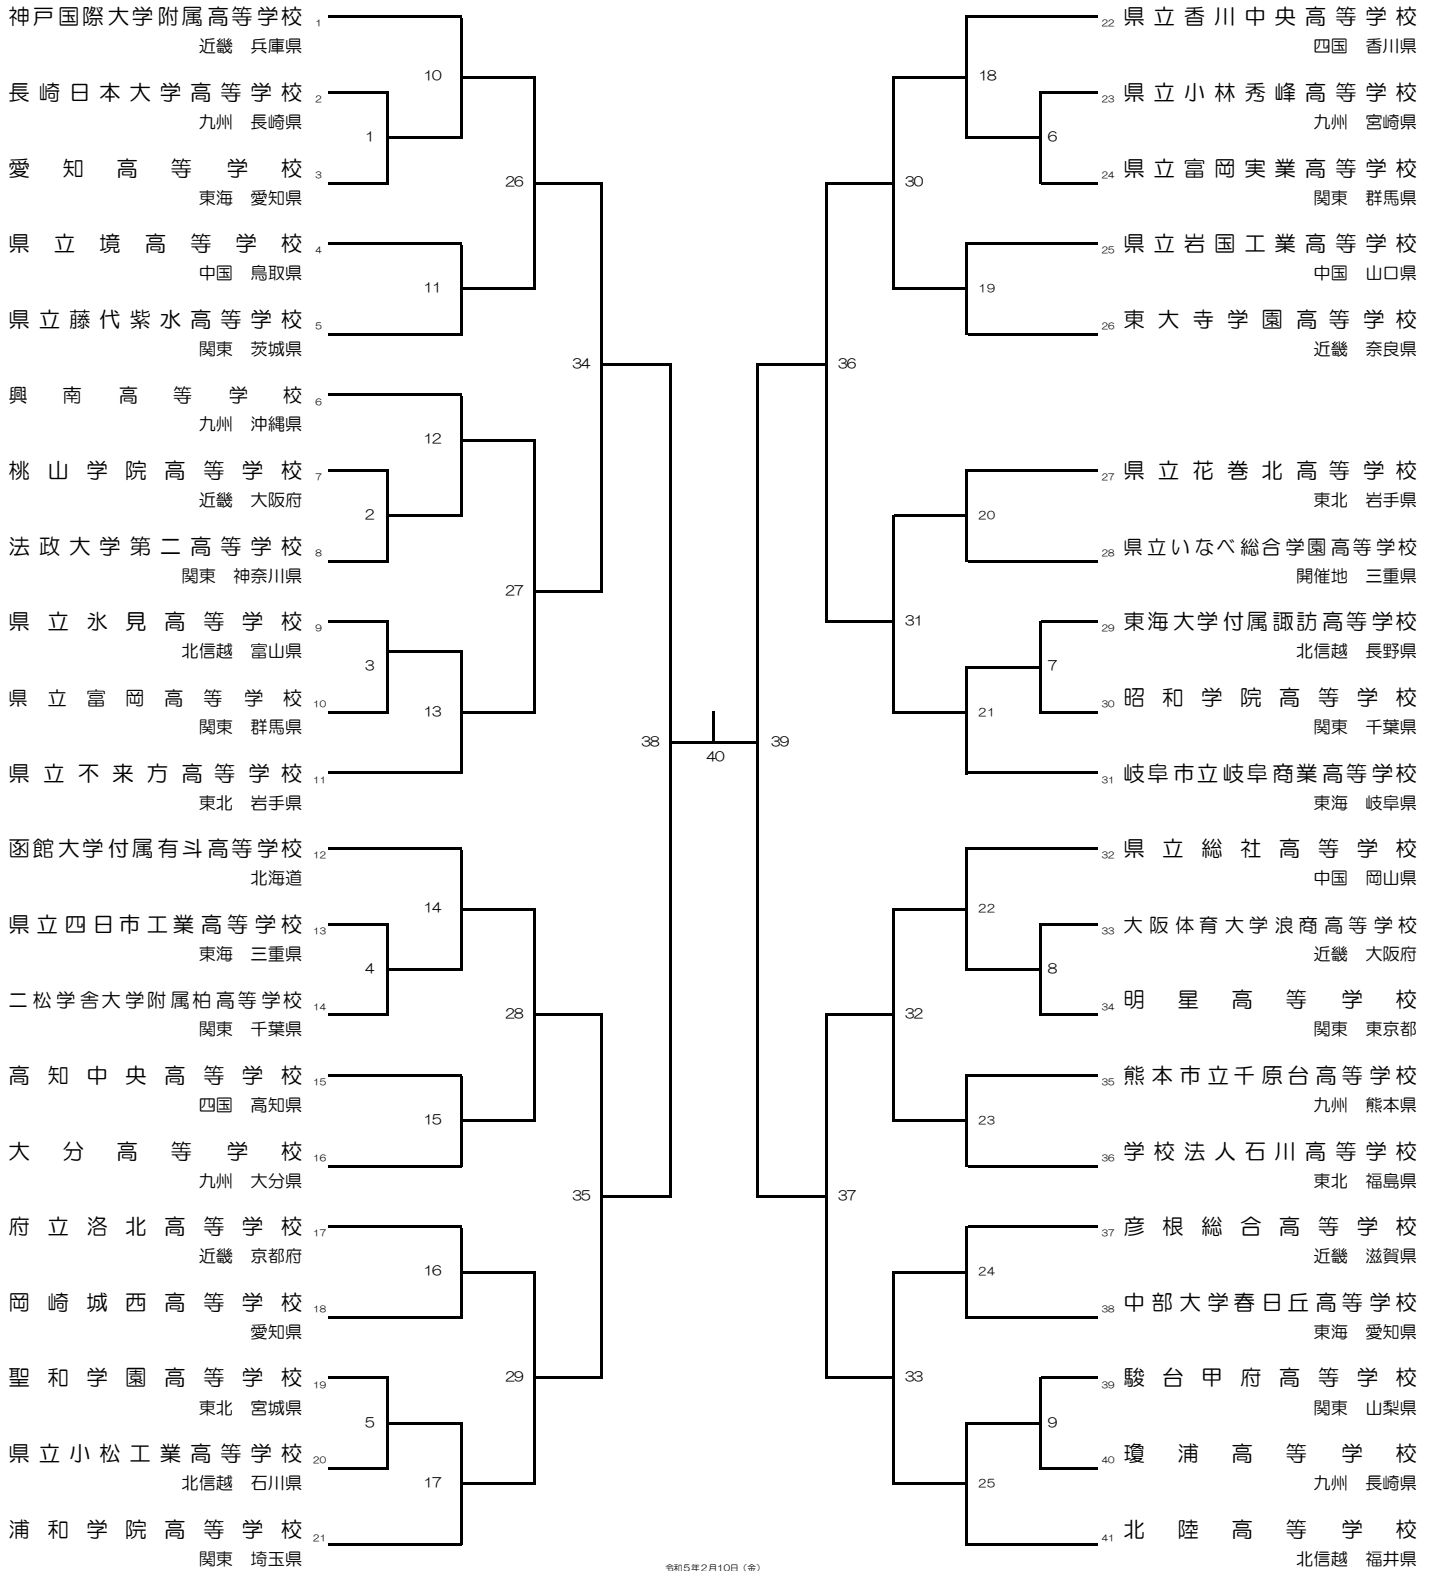 神戸国際大学附属高等学校 1
近畿　兵庫県
10
長崎日本大学高等学校 2
九州　長崎県
1
愛知高等学校 3
東海　愛知県
26
県立境高等学校 4
中国　鳥取県
11
県立藤代紫水高等学校 5
関東　茨城県
34
興南高等学校 6
九州　沖縄県
12
桃山学院高等学校 7
近畿　大阪府
2
法政大学第二高等学校 8
関東　神奈川県
27
県立氷見高等学校 9
北信越　富山県
3
県立富岡高等学校 10
関東　群馬県
13
県立不来方高等学校 11
東北　岩手県
38
函館大学付属有斗高等学校 12
北海道
14
県立四日市工業高等学校 13
東海　三重県
4
二松学舎大学附属柏高等学校 14
関東　千葉県
28
高知中央高等学校 15
四国　高知県
15
大分高等学校 16
九州　大分県
35
府立洛北高等学校 17
近畿　京都府
16
岡崎城西高等学校 18
愛知県
聖和学園高等学校 19
東北　宮城県
29
5
県立小松工業高等学校 20
北信越　石川県
17
浦和学院高等学校 21
関東　埼玉県
40
39
22 県立香川中央高等学校
四国　香川県
18
23 県立小林秀峰高等学校
九州　宮崎県
6
24 県立富岡実業高等学校
関東　群馬県
30
25 県立岩国工業高等学校
中国　山口県
19
26 東大寺学園高等学校
近畿　奈良県
36
27 県立花巻北高等学校
東北　岩手県
20
28 県立いなべ総合学園高等学校
開催地　三重県
31
29 東海大学付属諏訪高等学校
北信越　長野県
7
30 昭和学院高等学校
関東　千葉県
21
31 岐阜市立岐阜商業高等学校
東海　岐阜県
32 県立総社高等学校
中国　岡山県
22
33 大阪体育大学浪商高等学校
近畿　大阪府
8
34 明星高等学校
関東　東京都
32
35 熊本市立千原台高等学校
九州　熊本県
23
36 学校法人石川高等学校
東北　福島県
37
37 彦根総合高等学校
近畿　滋賀県
24
38 中部大学春日丘高等学校
東海　愛知県
33
39 駿台甲府高等学校
関東　山梨県
9
40 瓊浦高等学校
九州　長崎県
25
41 北陸高等学校
北信越　福井県
令和5年2月10日（金）